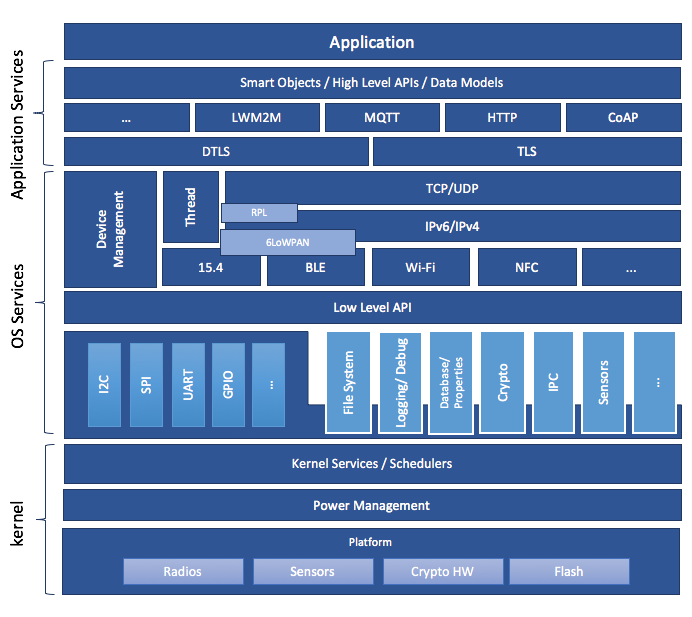 Application
Application Services
Smart Objects / High Level APIs / Data Models
...
LWM2M
MQTT
HTTP
CoAP
DTLS
TLS
OS Services
Device
Management
Thread
TCP/UDP
RPL
IPv6/IPv4
6LoWPAN
15.4
BLE
Wi-Fi
NFC
...
Low Level API
I2C
SPI
UART
GPIO
...
File System
Logging/ Debug
Database/
Properties
Crypto
IPC
Sensors
...
kernel
Kernel Services / Schedulers
Power Management
Platform
Radios
Sensors
Crypto HW
Flash